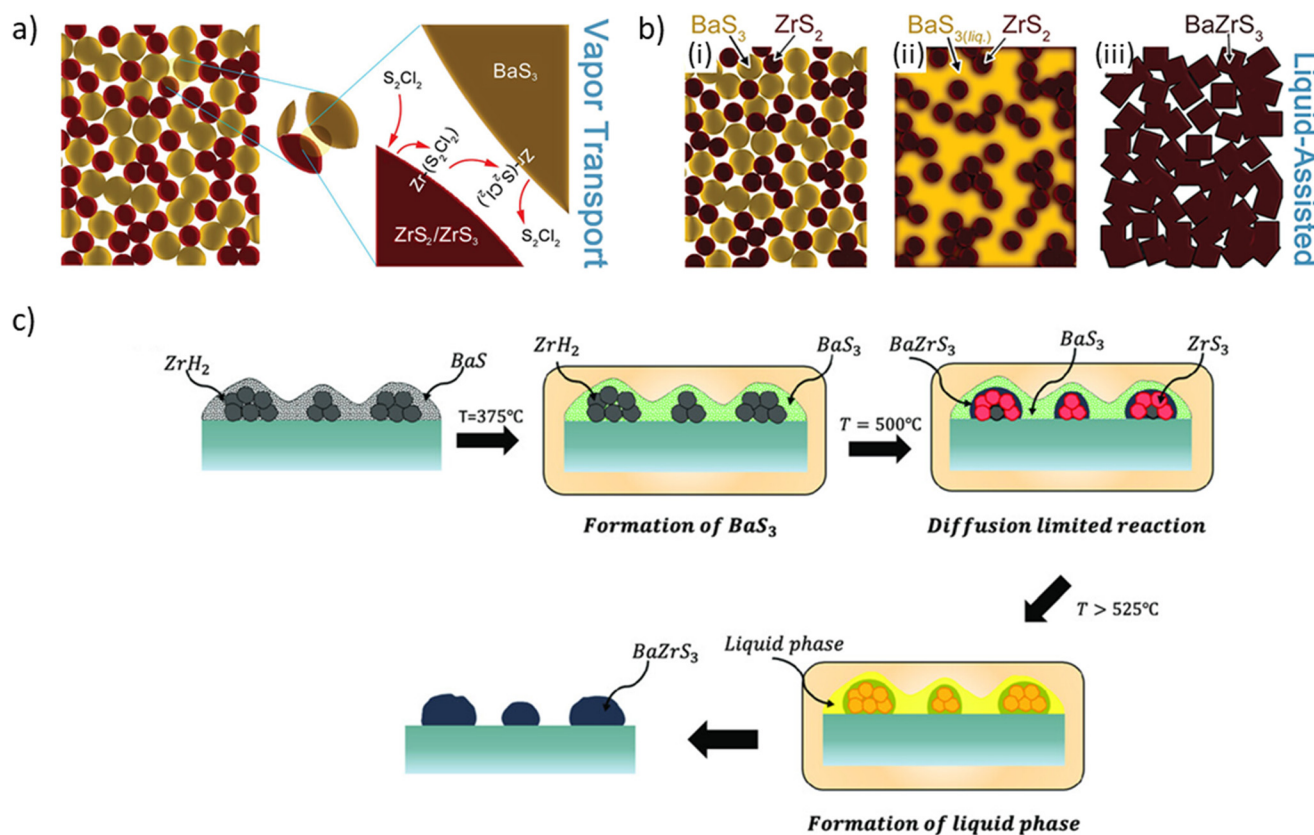 a)
S₂Cl₂
BaS₃
Zr-(S₂Cl₂)
Zr-(S₂Cl₂)
ZrS₂/ZrS₃
S₂Cl₂
Vapor Transport
b)
BaS₃ ZrS₂
(i)
BaS₃(liq.) ZrS₂
(ii)
BaZrS₃
(iii)
Liquid-Assisted
c)
ZrH₂ BaS
T=375°C
ZrH₂ BaS₃
Formation of BaS₃
T = 500°C
BaZrS₃ BaS₃ ZrS₃
Diffusion limited reaction
T > 525°C
Liquid phase
Formation of liquid phase
BaZrS₃